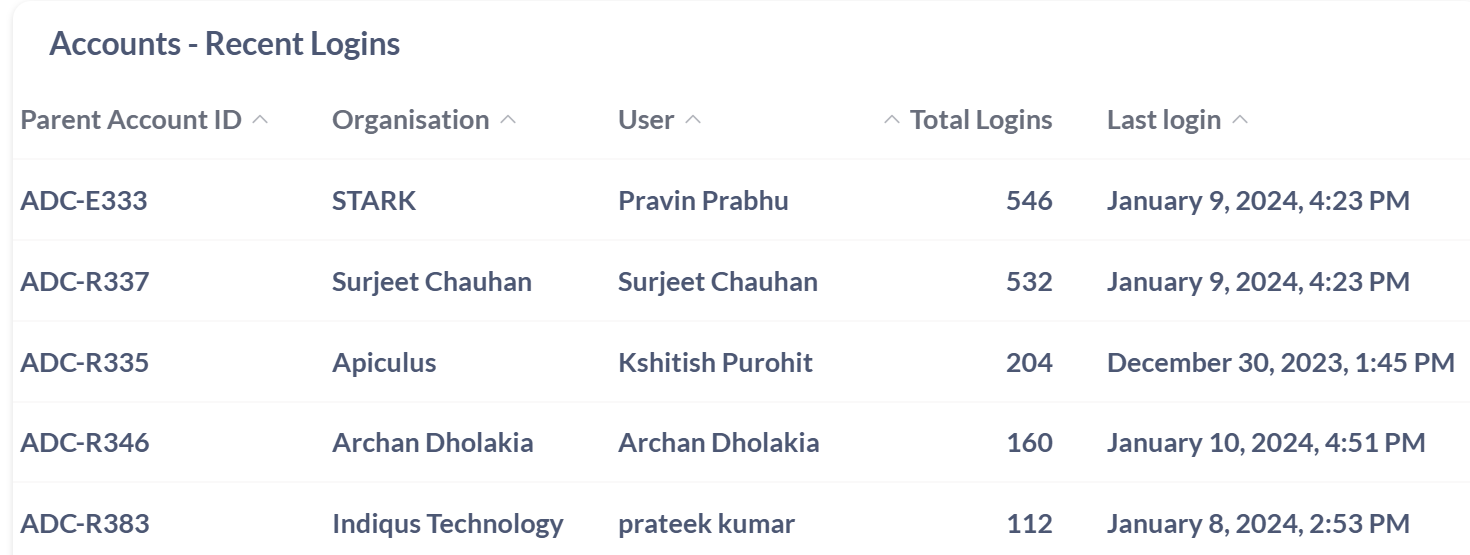 Accounts - Recent Logins
Parent Account ID Organisation User Total Logins Last login
ADC-E333 STARK Pravin Prabhu 546 January 9, 2024, 4:23 PM
ADC-R337 Surjeet Chauhan Surjeet Chauhan 532 January 9, 2024, 4:23 PM
ADC-R335 Apiculus Kshitish Purohit 204 December 30, 2023, 1:45 PM
ADC-R346 Archan Dholakia Archan Dholakia 160 January 10, 2024, 4:51 PM
ADC-R383 Indiqus Technology prateek kumar 112 January 8, 2024, 2:53 PM